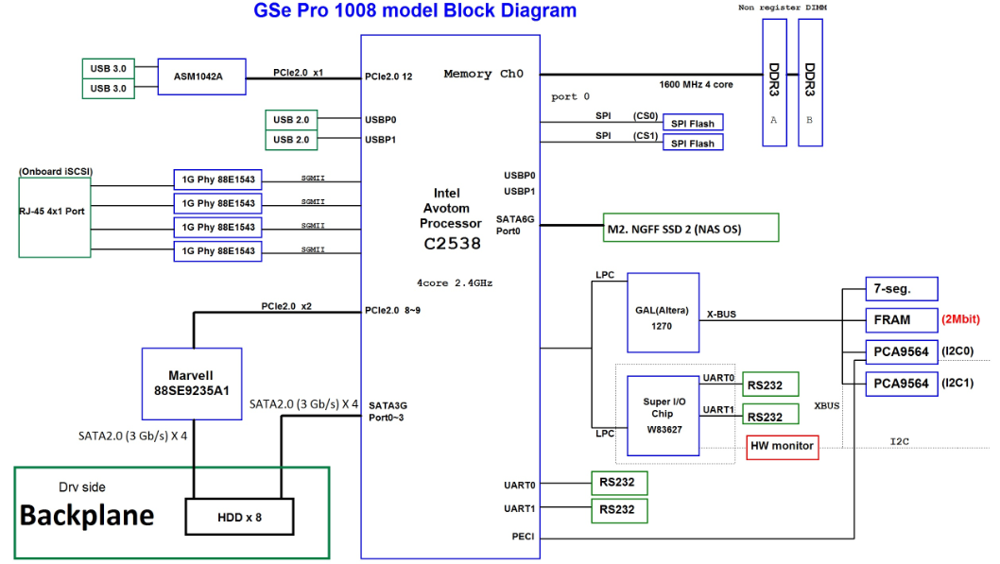 GSe Pro 1008 model Block Diagram
Non register DIMM
USB 3.0
USB 3.0
ASM1042A
PCIe2.0 x1
PCIe2.0 12
Memory Ch0
1600 MHz 4 core
DDR3
A
DDR3
B
port 0
USB 2.0
USB 2.0
USBP0
USBP1
SPI (CS0)
SPI Flash
SPI (CS1)
SPI Flash
(Onboard iSCSI)
RJ-45 4x1 Port
1G Phy 88E1543
SGMII
1G Phy 88E1543
SGMII
1G Phy 88E1543
SGMII
1G Phy 88E1543
SGMII
Intel
Avotom
Processor
C2538
4core 2.4GHz
USBP0
USBP1
SATA6G
Port0
M2. NGFF SSD 2 (NAS OS)
PCIe2.0 x2
PCIe2.0 8~9
LPC
GAL(Altera)
1270
X-BUS
7-seg.
FRAM
(2Mbit)
PCA9564
(I2C0)
PCA9564
(I2C1)
Marvell
88SE9235A1
SATA2.0 (3 Gb/s) X 4
SATA2.0 (3 Gb/s) X 4
SATA3G
Port0~3
LPC
Super I/O
Chip
W83627
UART0
RS232
UART1
RS232
XBUS
HW monitor
I2C
Drv side
Backplane
HDD x 8
UART0
RS232
UART1
RS232
PECI